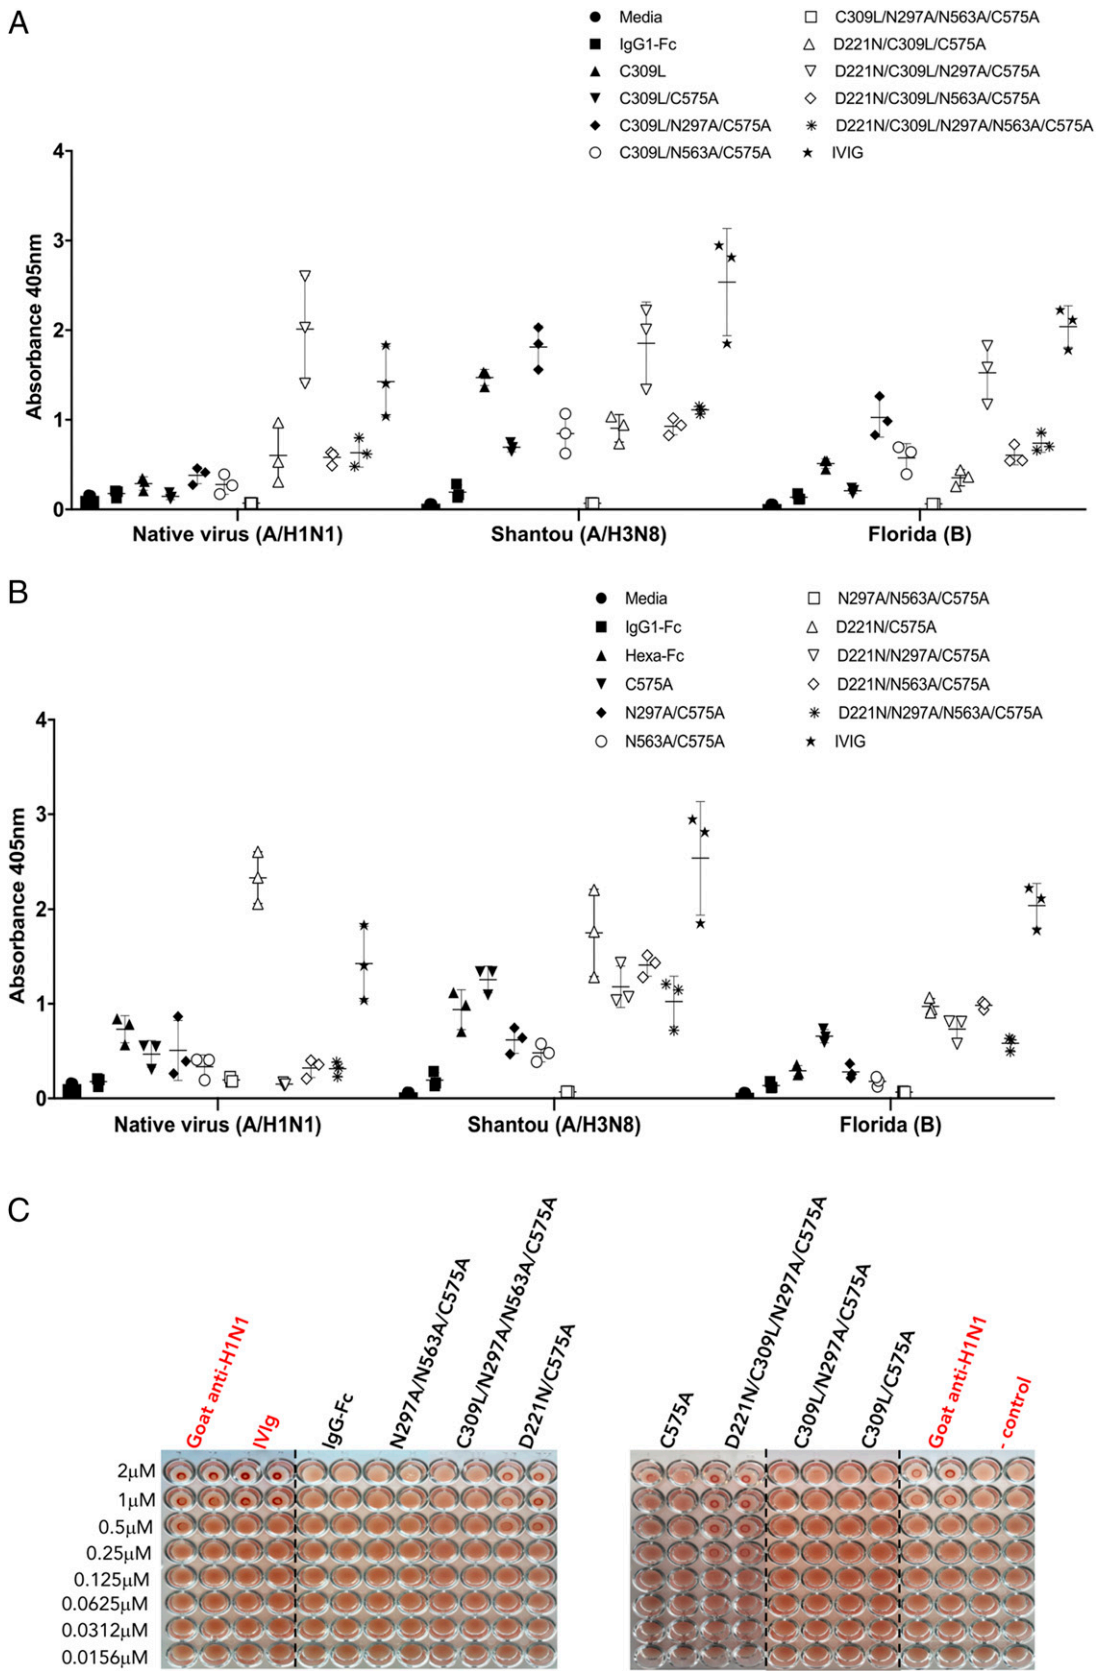 A
Media
IgG1-Fc
C309L
C309L/C575A
C309L/N297A/C575A
C309L/N563A/C575A
C309L/N297A/N563A/C575A
D221N/C309L/C575A
D221N/C309L/N297A/C575A
D221N/C309L/N563A/C575A
D221N/C309L/N297A/N563A/C575A
IVIG
Absorbance 405nm
4
3
2
1
0
Native virus (A/H1N1)
Shantou (A/H3N8)
Florida (B)
B
Media
IgG1-Fc
Hexa-Fc
C575A
N297A/C575A
N563A/C575A
N297A/N563A/C575A
D221N/C575A
D221N/N297A/C575A
D221N/N563A/C575A
D221N/N297A/N563A/C575A
IVIG
Absorbance 405nm
4
3
2
1
0
Native virus (A/H1N1)
Shantou (A/H3N8)
Florida (B)
C
Goat anti-H1N1
IVIg
IgG-Fc
N297A/N563A/C575A
C309L/N297A/N563A/C575A
D221N/C575A
C575A
D221N/C309L/N297A/C575A
C309L/N297A/C575A
C309L/C575A
Goat anti-H1N1
- control
2μM
1μM
0.5μM
0.25μM
0.125μM
0.0625μM
0.0312μM
0.0156μM